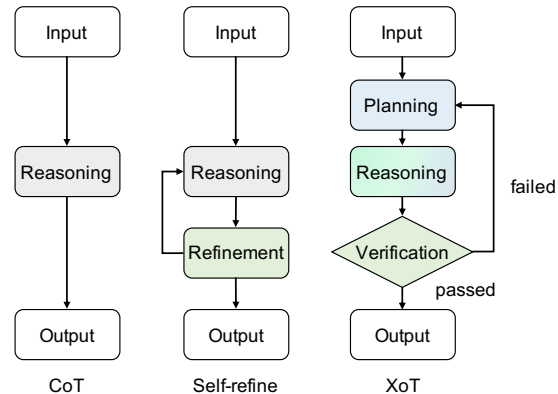 Input
Reasoning
Output
CoT
Input
Reasoning
Refinement
Output
Self-refine
Input
Planning
Reasoning
Verification
failed
passed
Output
XoT